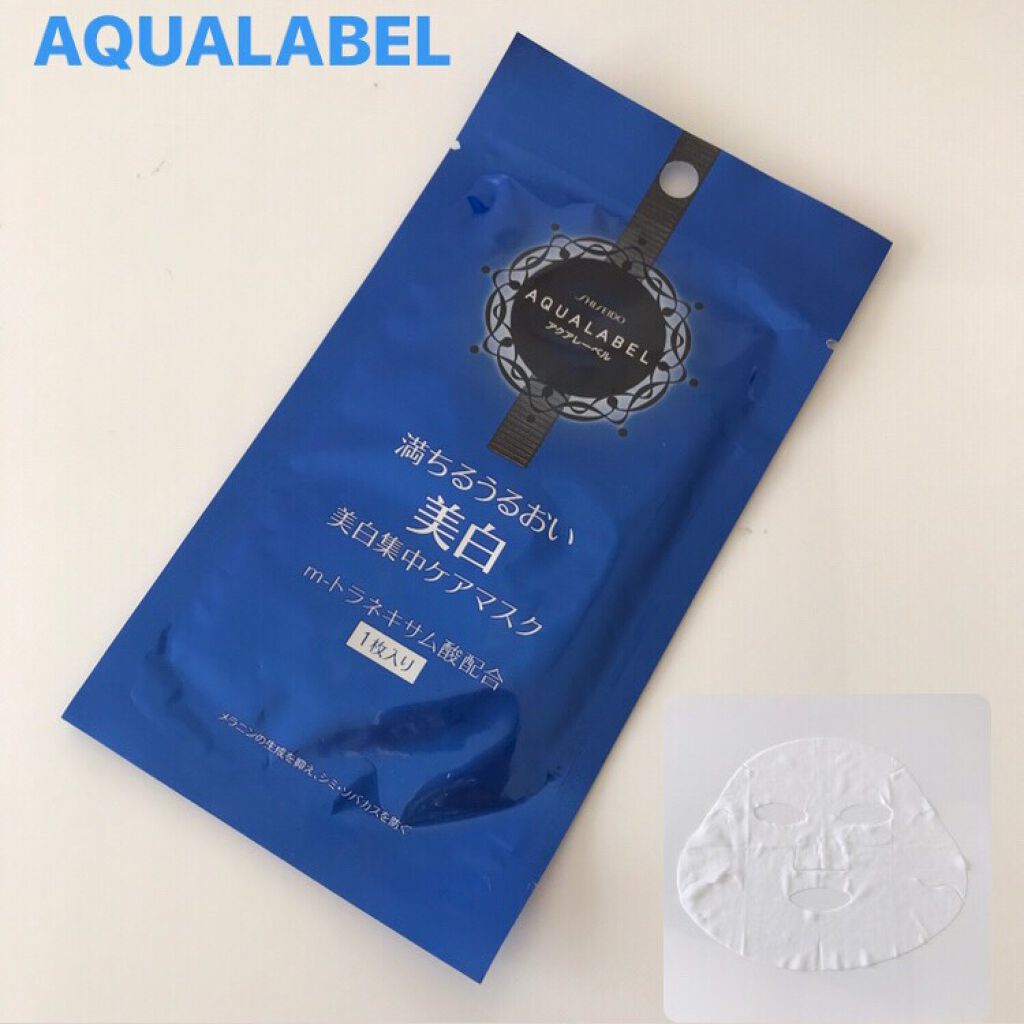 AQUALABEL
SHISEIDO
AQUALABEL
アクアレーベル
満ちるうるおい
美白
美白集中ケアマスク
m-トラネキサム酸配合
1枚入り
メラニンの生成を抑え、シミ・ソバカスを防ぐ